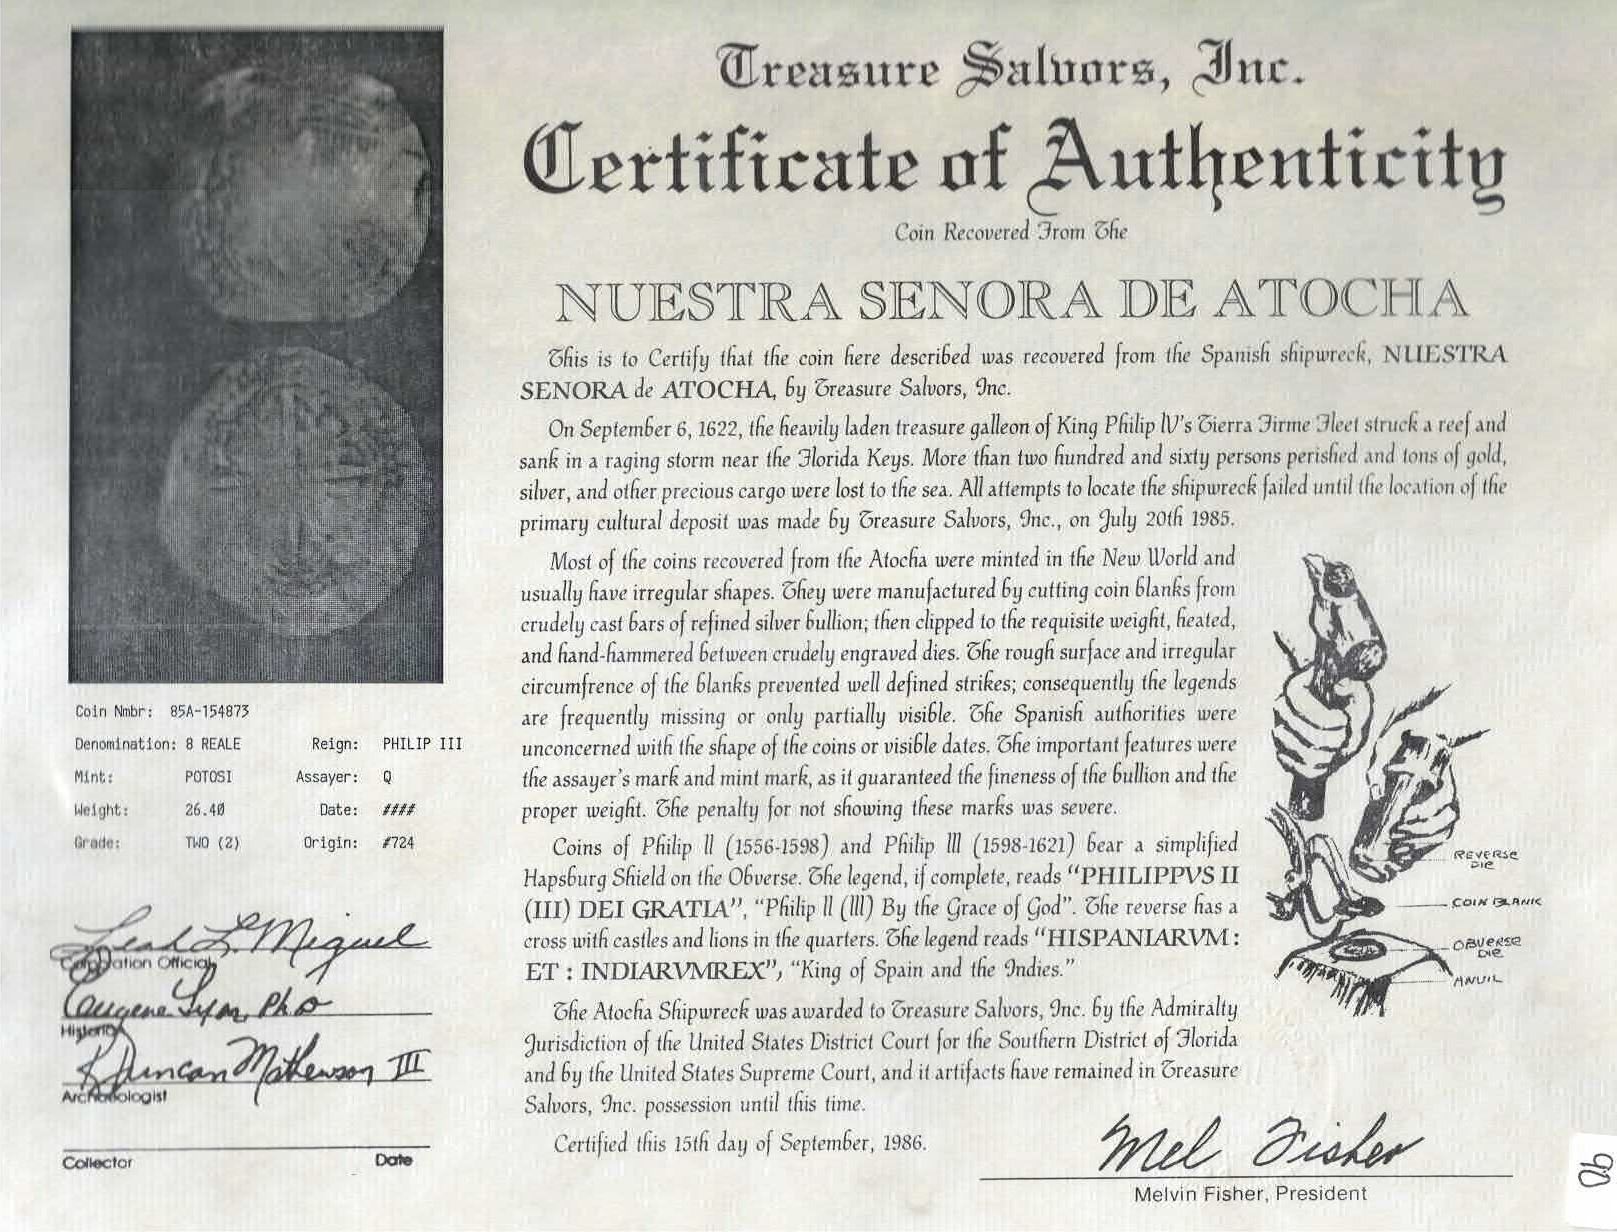 Treasure Salvors, Inc.
Certificate of Authenticity
Coin Recovered From The
NUESTRA SENORA DE ATOCHA
This is to Certify that the coin here described was recovered from the Spanish shipwreck, NUESTRA
SENORA de ATOCHA, by Treasure Salvors, Inc.
On September 6, 1622, the heavily laden treasure galleon of King Philip IV's Tierra Firme Fleet struck a reef and
sank in a raging storm near the Florida Keys. More than two hundred and sixty persons perished and tons of gold,
silver, and other precious cargo were lost to the sea. All attempts to locate the shipwreck failed until the location of the
primary cultural deposit was made by Treasure Salvors, Inc., on July 20th 1985.
Most of the coins recovered from the Atocha were minted in the New World and
usually have irregular shapes. They were manufactured by cutting coin blanks from
crudely cast bars of refined silver bullion; then clipped to the requisite weight, heated,
and hand-hammered between crudely engraved dies. The rough surface and irregular
circumfrence of the blanks prevented well defined strikes; consequently the legends
are frequently missing or only partially visible. The Spanish authorities were
unconcerned with the shape of the coins or visible dates. The important features were
the assayer's mark and mint mark, as it guaranteed the fineness of the bullion and the
proper weight. The penalty for not showing these marks was severe.
Coins of Philip II (1556-1598) and Philip III (1598-1621) bear a simplified
Hapsburg Shield on the Obverse. The legend, if complete, reads "PHILIPPVS II
(III) DEI GRATIA", "Philip II (III) By the Grace of God". The reverse has a
cross with castles and lions in the quarters. The legend reads "HISPANIARVM :
ET : INDIARVMREX", "King of Spain and the Indies."
The Atocha Shipwreck was awarded to Treasure Salvors, Inc. by the Admiralty
Jurisdiction of the United States District Court for the Southern District of Florida
and by the United States Supreme Court, and it artifacts have remained in Treasure
Salvors, Inc. possession until this time.
Certified this 15th day of September, 1986.
REVERSE
DIE
COIN BLANK
OBVERSE
DIE
ANVIL
Coin Nmbr: 85A-154873
Denomination: 8 REALE Reign: PHILIP III
Mint: POTOSI Assayer: Q
Weight: 26.40 Date: ####
Grade: TWO (2) Origin: #724
Leah L Miguel
Corporation Official
Eugene Lyon, Ph.D
Historian
R Duncan Mathewson III
Archaeologist
Collector Date
Mel Fisher
Melvin Fisher, President